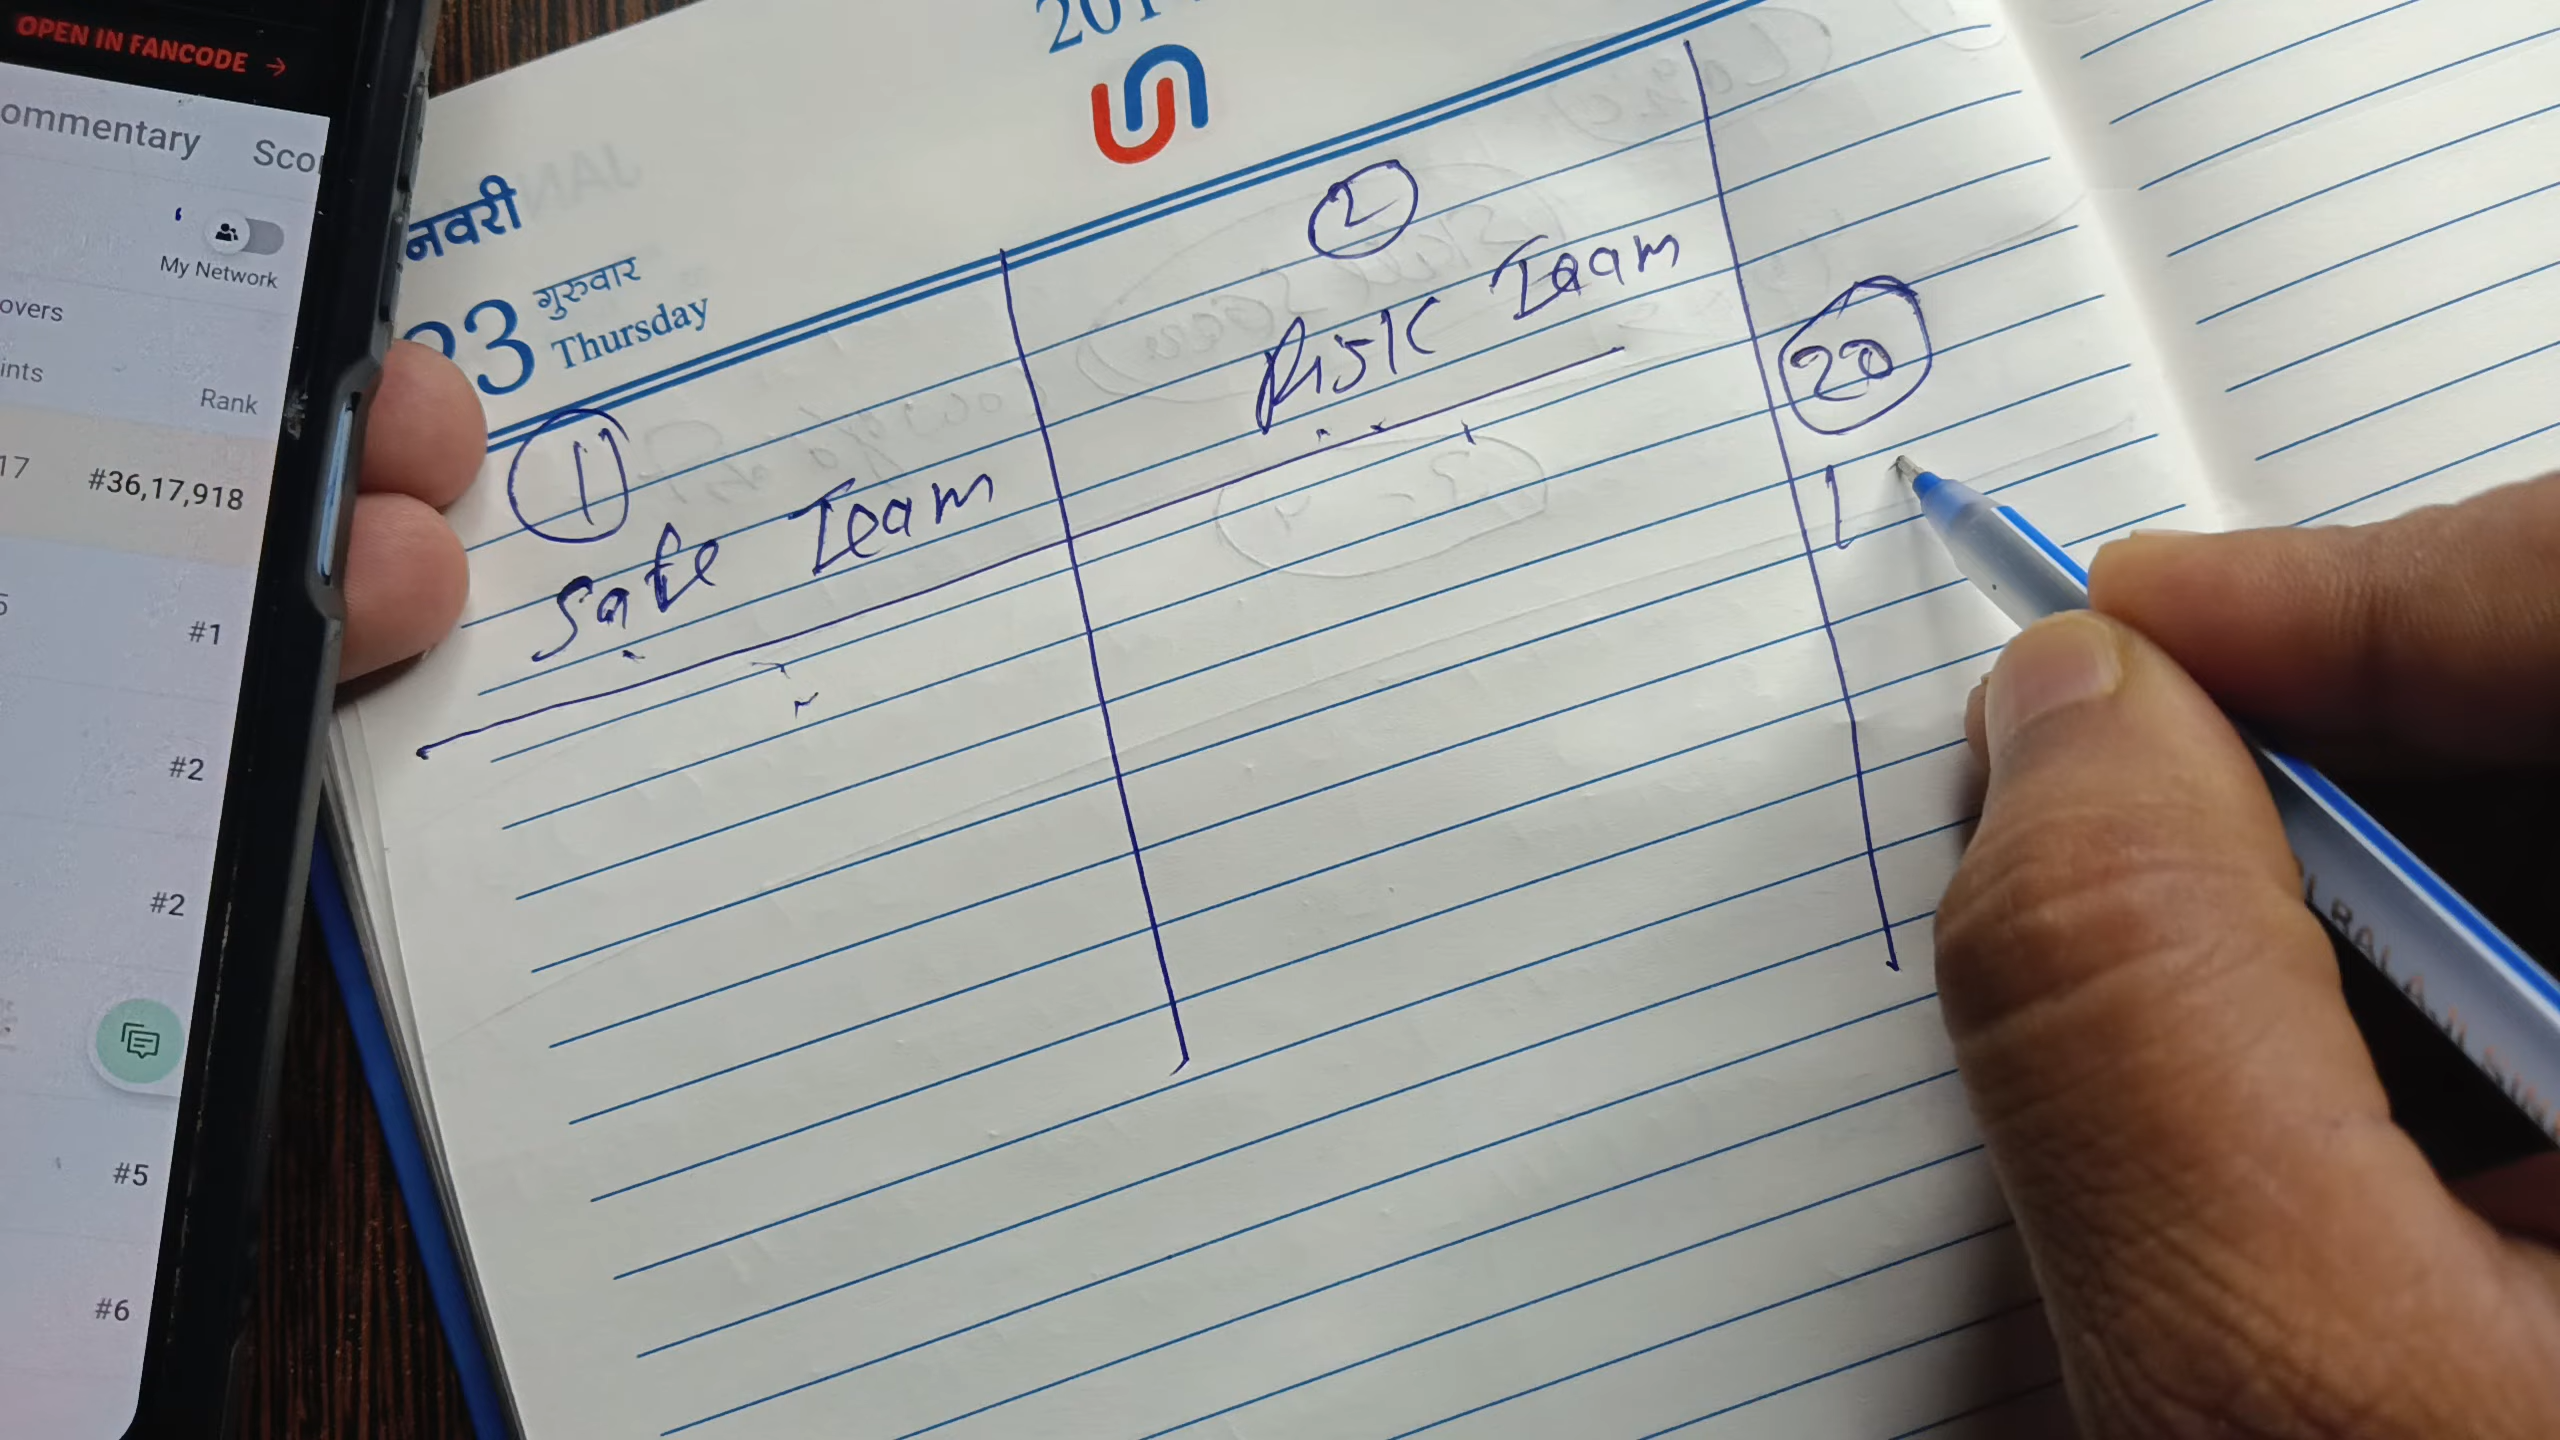 OPEN IN FANCODE →
ommentary Scor
My Network
overs
ints Rank
17 #36,17,918
5 #1
#2
#2
#5
#6
201
नवरी
23 गुरुवार
Thursday
1
Safe Team
2
Risk Team
20